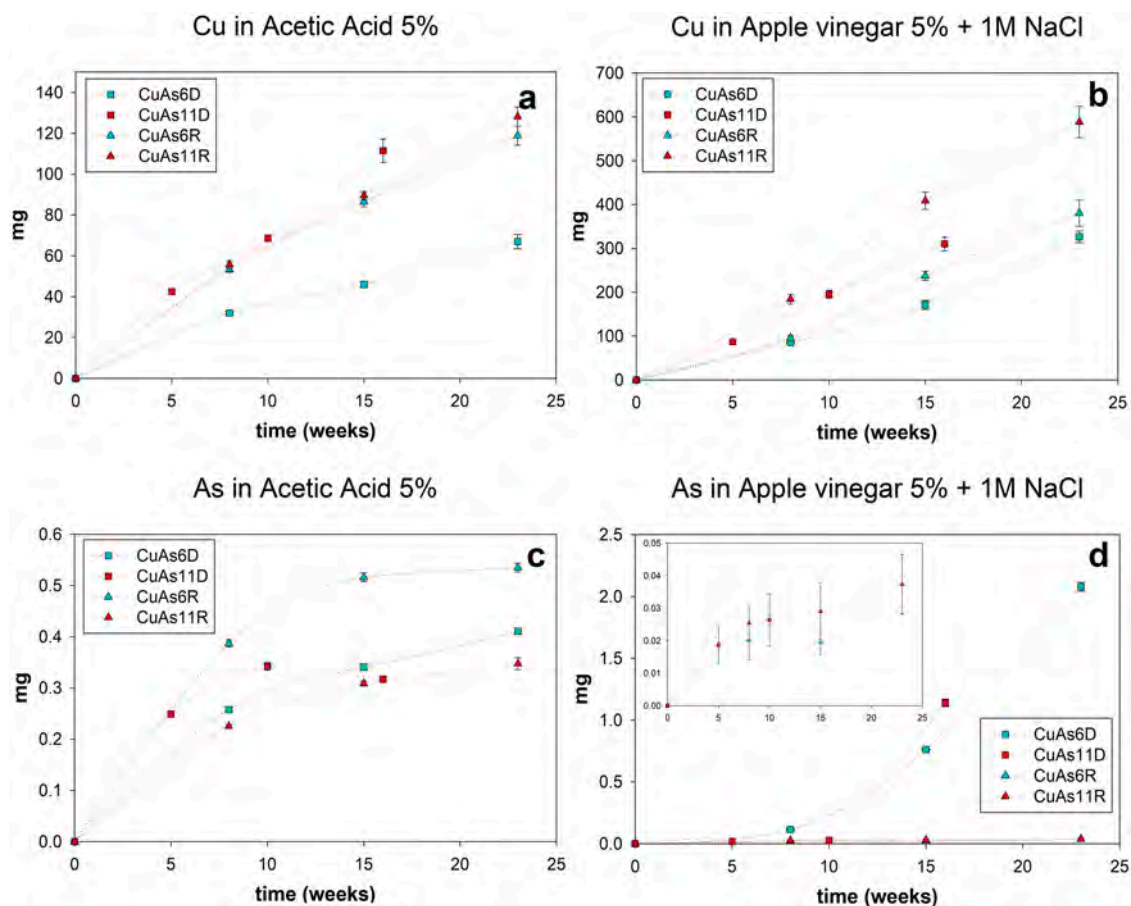 Cu in Acetic Acid 5%
a
CuAs6D
CuAs11D
CuAs6R
CuAs11R
140
120
100
80
60
40
20
0
mg
0 5 10 15 20 25
time (weeks)
Cu in Apple vinegar 5% + 1M NaCl
b
CuAs6D
CuAs11D
CuAs6R
CuAs11R
700
600
500
400
300
200
100
0
mg
0 5 10 15 20 25
time (weeks)
As in Acetic Acid 5%
c
CuAs6D
CuAs11D
CuAs6R
CuAs11R
0.6
0.5
0.4
0.3
0.2
0.1
0.0
mg
0 5 10 15 20 25
time (weeks)
As in Apple vinegar 5% + 1M NaCl
d
2.5
2.0
1.5
1.0
0.5
0.0
mg
0.05
0.04
0.03
0.02
0.01
0.00
0 5 10 15 20 25
CuAs6D
CuAs11D
CuAs6R
CuAs11R
0 5 10 15 20 25
time (weeks)